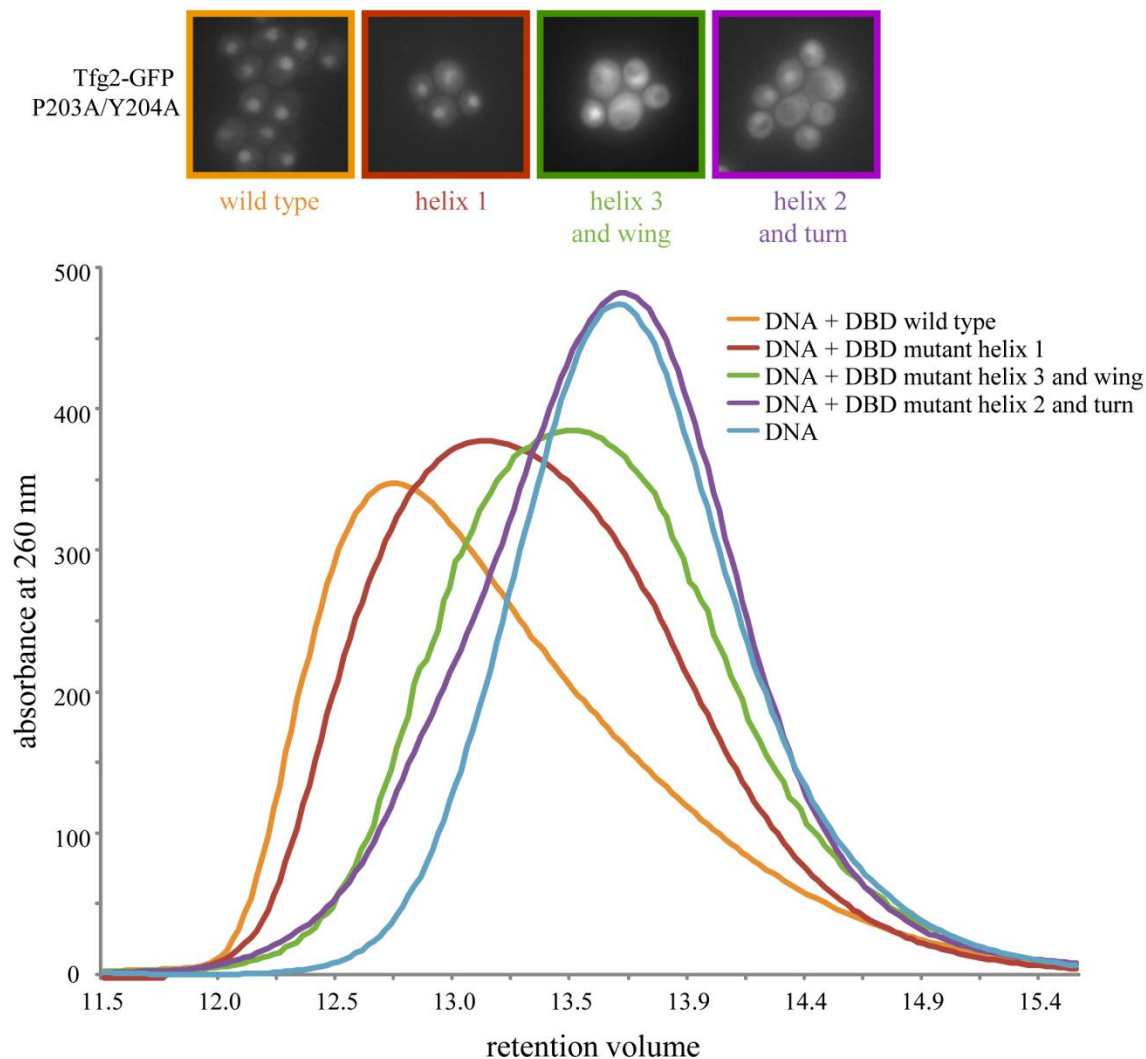 Tfg2-GFP
P203A/Y204A
wild type
helix 1
helix 3
and wing
helix 2
and turn
500
400
300
200
100
0
absorbance at 260 nm
DNA + DBD wild type
DNA + DBD mutant helix 1
DNA + DBD mutant helix 3 and wing
DNA + DBD mutant helix 2 and turn
DNA
11.5 12.0 12.5 13.0 13.5 13.9 14.4 14.9 15.4
retention volume